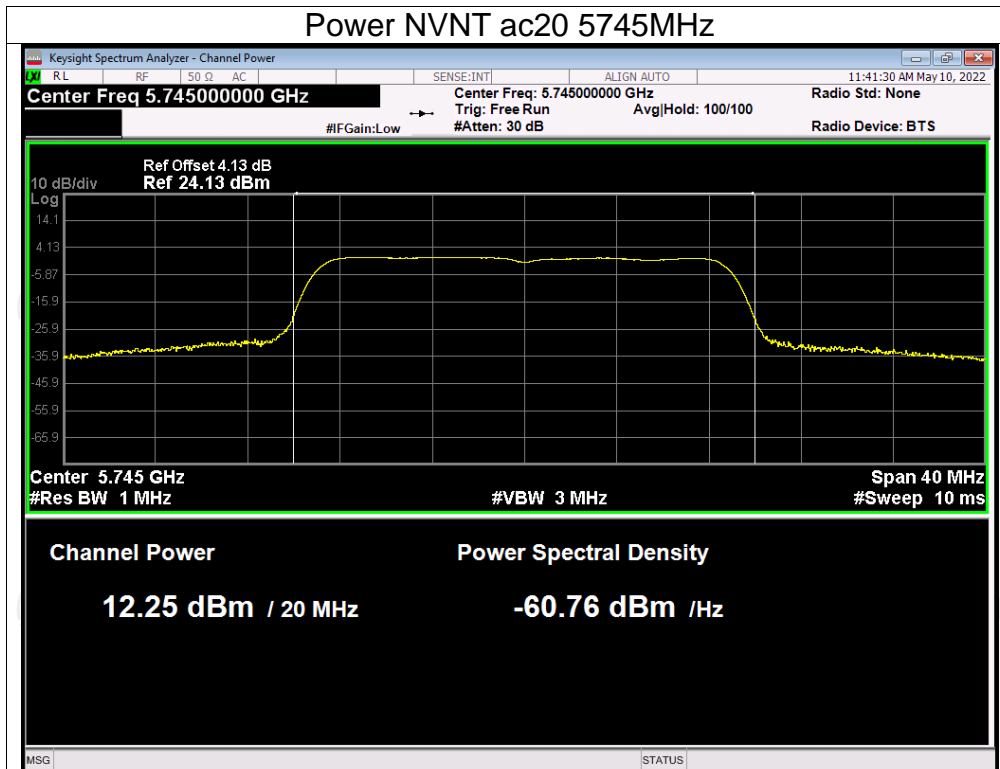 Power NVNT ac20 5745MHz
Keysight Spectrum Analyzer - Channel Power
LXI RL RF 50 Ω AC SENSE:INT ALIGN AUTO 11:41:30 AM May 10, 2022
Center Freq 5.745000000 GHz Center Freq: 5.745000000 GHz Radio Std: None
Trig: Free Run Avg|Hold: 100/100
#IFGain:Low #Atten: 30 dB Radio Device: BTS
Ref Offset 4.13 dB
10 dB/div Ref 24.13 dBm
Log
14.1
4.13
-5.87
-15.9
-25.9
-35.9
-45.9
-55.9
-65.9
Center 5.745 GHz Span 40 MHz
#Res BW 1 MHz #VBW 3 MHz #Sweep 10 ms
Channel Power Power Spectral Density
12.25 dBm / 20 MHz -60.76 dBm /Hz
MSG STATUS